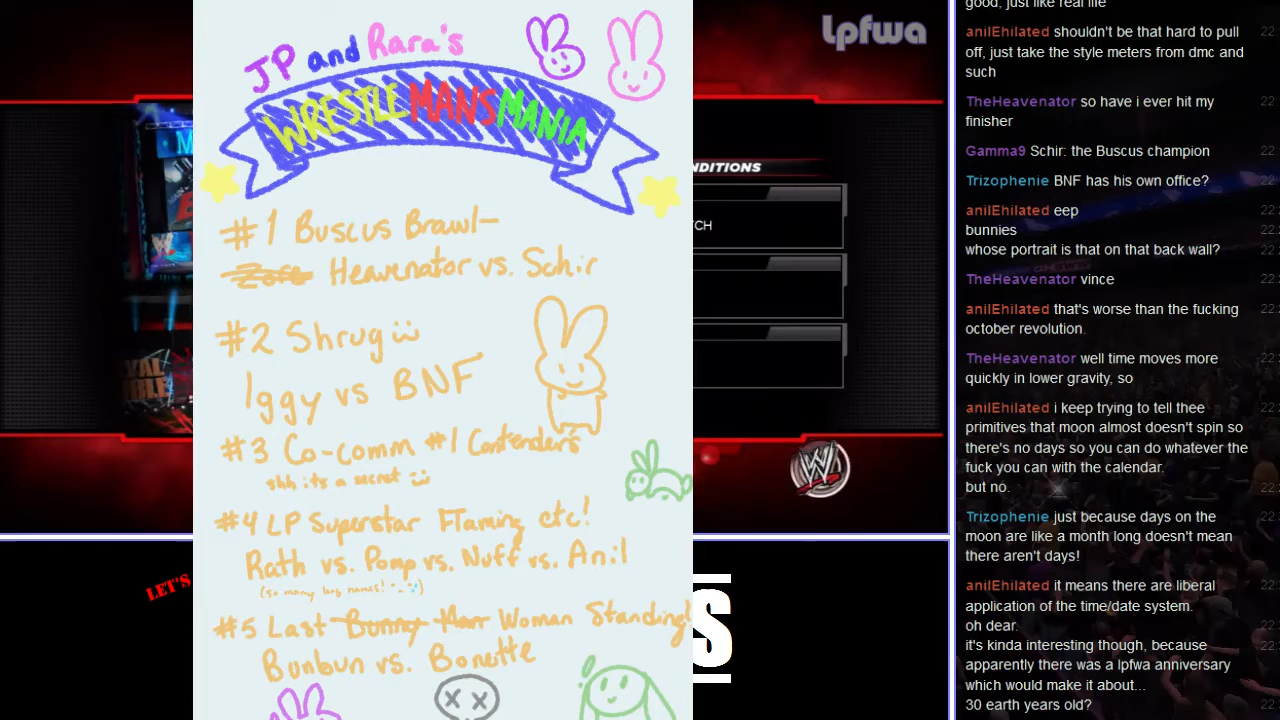 JP and Rara's
WRESTLEMANSMANIA
#1 Buscus Brawl-
Zore Heavenator vs. Schir
#2 Shrug
Iggy vs BNF
#3 Co-comm #1 Contenders
shh its a secret
#4 LP Superstar Flaming etc!
Rath vs. Pomp vs. Nuff vs. Anil
(so many long names!
#5 Last Bunny Man Woman Standing!
Bunbun vs. Bonette
lpfwa
NDITIONS
CH
LET'S
S
W
good, just like real life
anilEhilated shouldn't be that hard to pull
off, just take the style meters from dmc and
such
TheHeavenator so have i ever hit my
finisher
Gamma9 Schir: the Buscus champion
Trizophenie BNF has his own office?
anilEhilated eep
bunnies
whose portrait is that on that back wall?
TheHeavenator vince
anilEhilated that's worse than the fucking
october revolution.
TheHeavenator well time moves more
quickly in lower gravity, so
anilEhilated i keep trying to tell thee
primitives that moon almost doesn't spin so
there's no days so you can do whatever the
fuck you can with the calendar.
but no.
Trizophenie just because days on the
moon are like a month long doesn't mean
there aren't days!
anilEhilated it means there are liberal
application of the time/date system.
oh dear.
it's kinda interesting though, because
apparently there was a lpfwa anniversary
which would make it about...
30 earth years old?